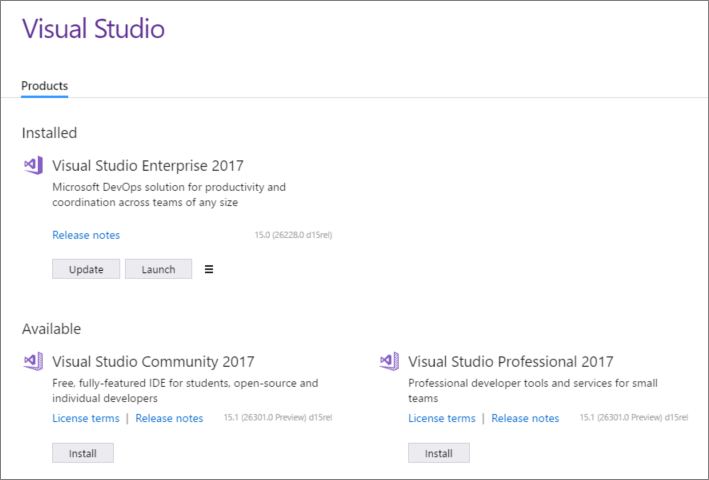 Visual Studio
Products
Installed
Visual Studio Enterprise 2017
Microsoft DevOps solution for productivity and
coordination across teams of any size
Release notes 15.0 (26228.0 d15rel)
Update Launch
Available
Visual Studio Community 2017
Free, fully-featured IDE for students, open-source and
individual developers
License terms | Release notes 15.1 (26301.0 Preview) d15rel
Install
Visual Studio Professional 2017
Professional developer tools and services for small
teams
License terms | Release notes 15.1 (26301.0 Preview) d15rel
Install